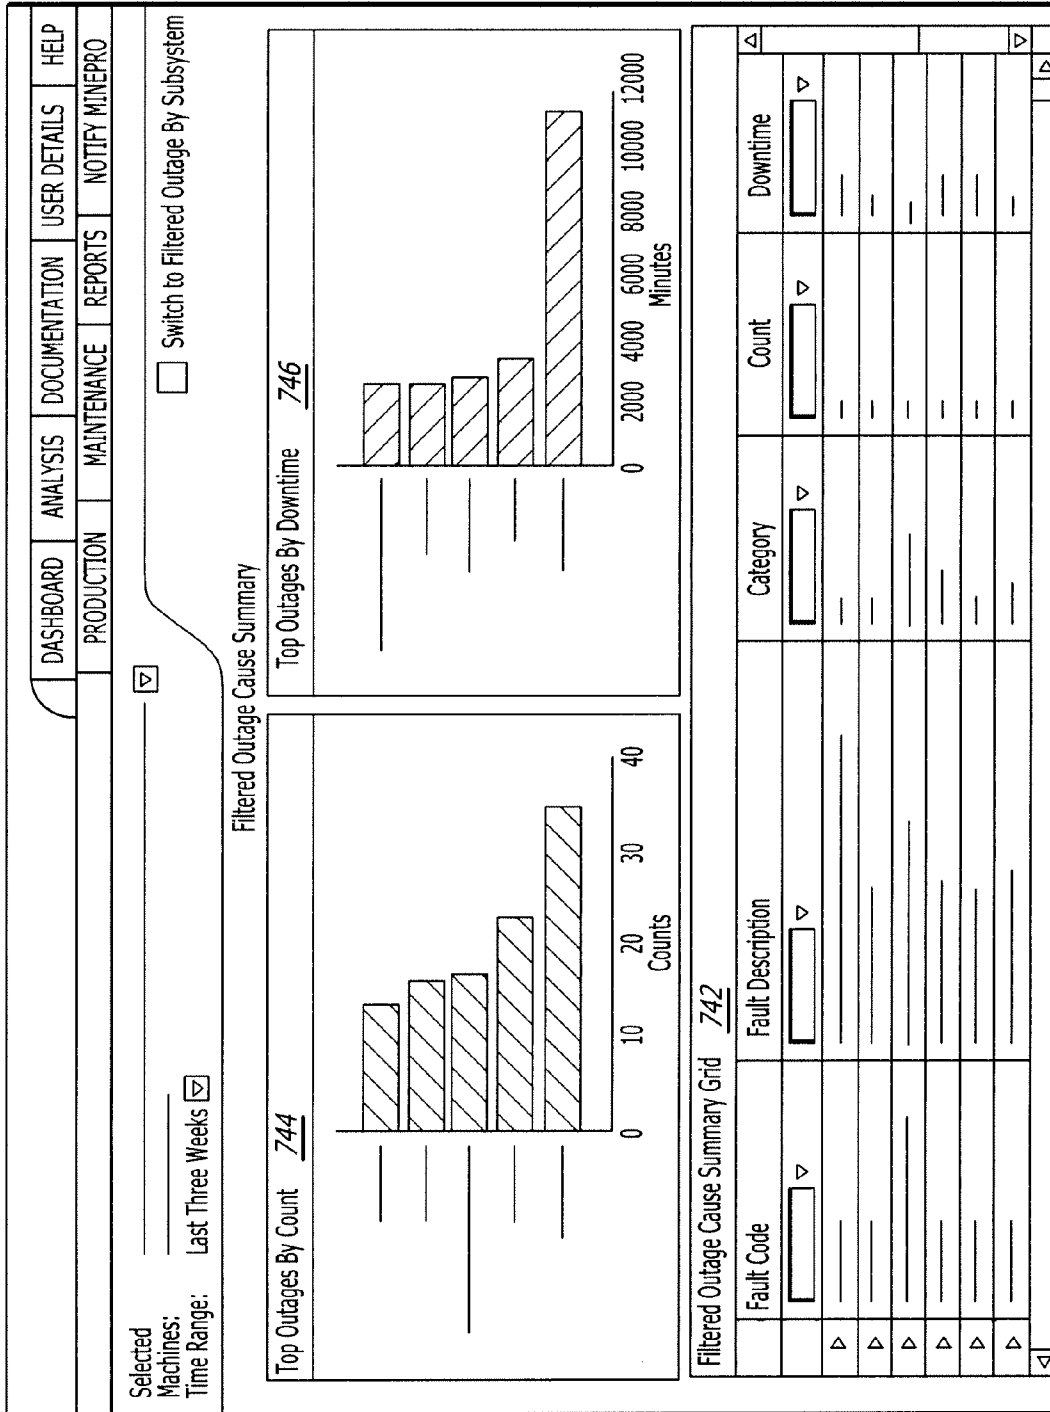 DASHBOARD ANALYSIS DOCUMENTATION USER DETAILS HELP
PRODUCTION MAINTENANCE REPORTS NOTIFY MINEPRO
Selected
Machines:
Time Range: Last Three Weeks
Switch to Filtered Outage By Subsystem
Filtered Outage Cause Summary
Top Outages By Count 744
0 10 20 30 40
Counts
Top Outages By Downtime 746
0 2000 4000 6000 8000 10000 12000
Minutes
Filtered Outage Cause Summary Grid 742
Fault Code Fault Description Category Count Downtime